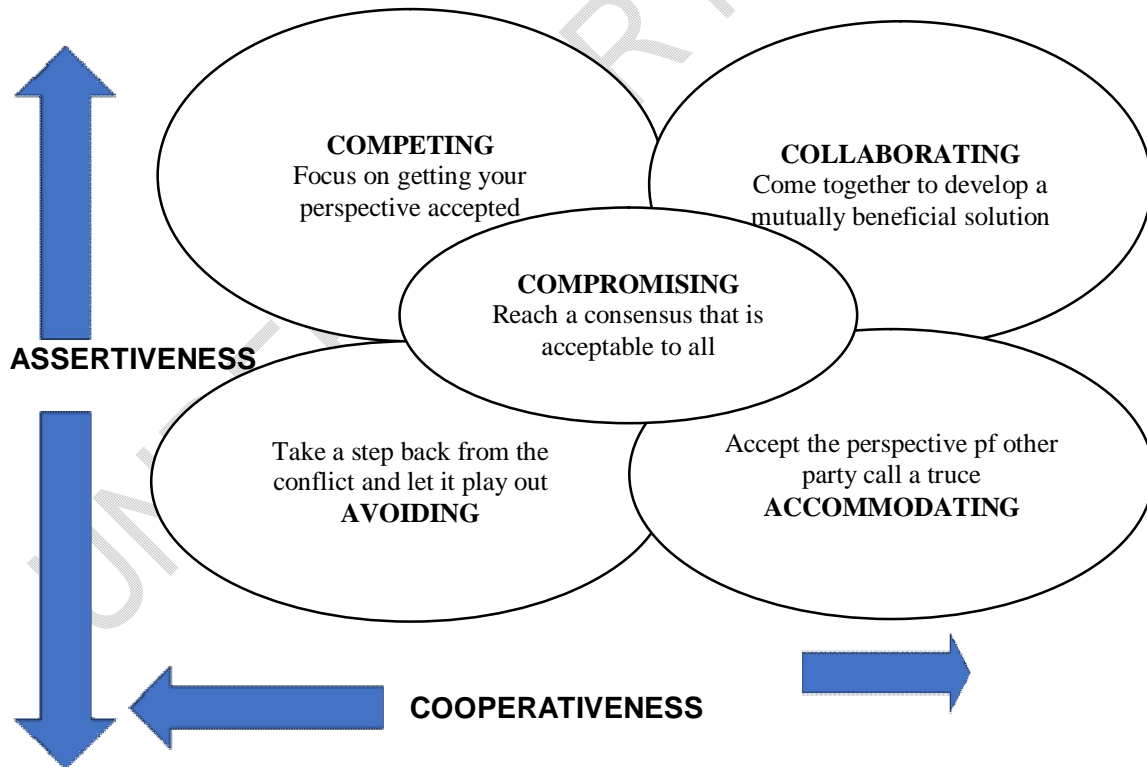 COMPETING
Focus on getting your
perspective accepted
COLLABORATING
Come together to develop a
mutually beneficial solution
COMPROMISING
Reach a consensus that is
acceptable to all
ASSERTIVENESS
Take a step back from the
conflict and let it play out
AVOIDING
Accept the perspective pf other
party call a truce
ACCOMMODATING
COOPERATIVENESS